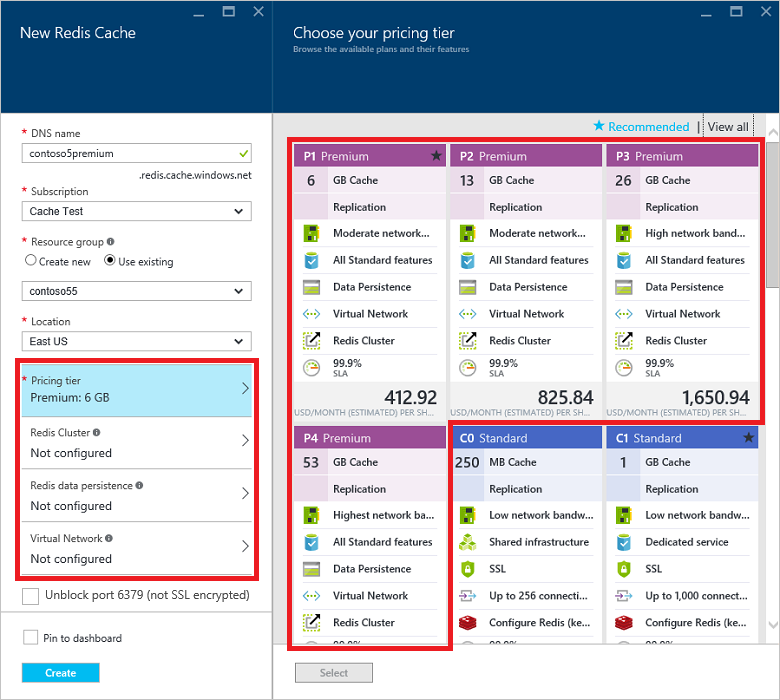 New Redis Cache
* DNS name
contoso5premium
.redis.cache.windows.net
* Subscription
Cache Test
* Resource group
Create new
Use existing
contoso55
* Location
East US
* Pricing tier
Premium: 6 GB
Redis Cluster
Not configured
Redis data persistence
Not configured
Virtual Network
Not configured
Unblock port 6379 (not SSL encrypted)
Pin to dashboard
Create
Choose your pricing tier
Browse the available plans and their features
★ Recommended | View all
P1 Premium ★
6 GB Cache
Replication
Moderate network...
All Standard features
Data Persistence
Virtual Network
Redis Cluster
99.9%
SLA
412.92
USD/MONTH (ESTIMATED) PER SH...
P2 Premium
13 GB Cache
Replication
Moderate network...
All Standard features
Data Persistence
Virtual Network
Redis Cluster
99.9%
SLA
825.84
USD/MONTH (ESTIMATED) PER SH...
P3 Premium
26 GB Cache
Replication
High network band...
All Standard features
Data Persistence
Virtual Network
Redis Cluster
99.9%
SLA
1,650.94
USD/MONTH (ESTIMATED) PER SH...
P4 Premium
53 GB Cache
Replication
Highest network ba...
All Standard features
Data Persistence
Virtual Network
Redis Cluster
C0 Standard
250 MB Cache
Replication
Low network bandw...
Shared infrastructure
SSL
Up to 256 connecti...
Configure Redis (ke...
C1 Standard ★
1 GB Cache
Replication
Low network bandw...
Dedicated service
SSL
Up to 1,000 connect...
Configure Redis (ke...
Select